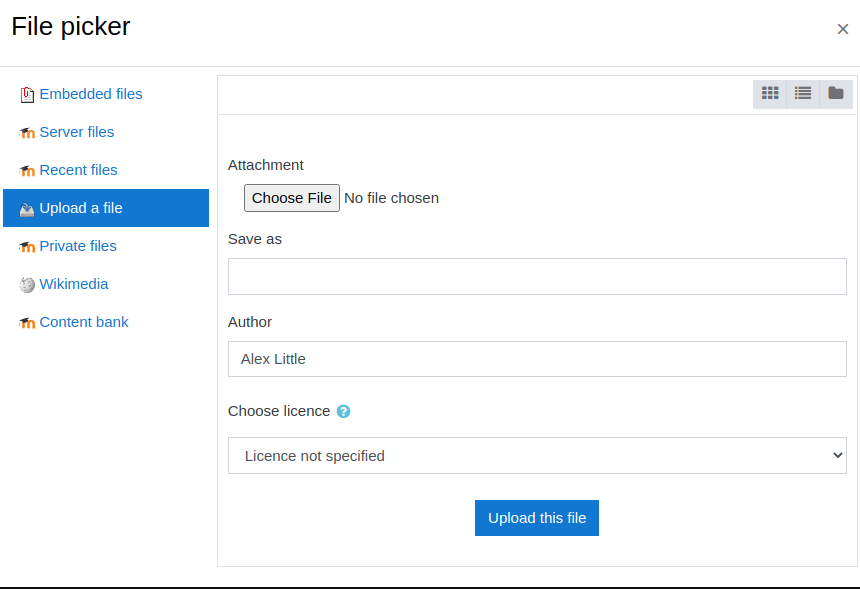 File picker
×
Embedded files
Server files
Recent files
Upload a file
Private files
Wikimedia
Content bank
Attachment
Choose File No file chosen
Save as
Author
Alex Little
Choose licence ?
Licence not specified
Upload this file